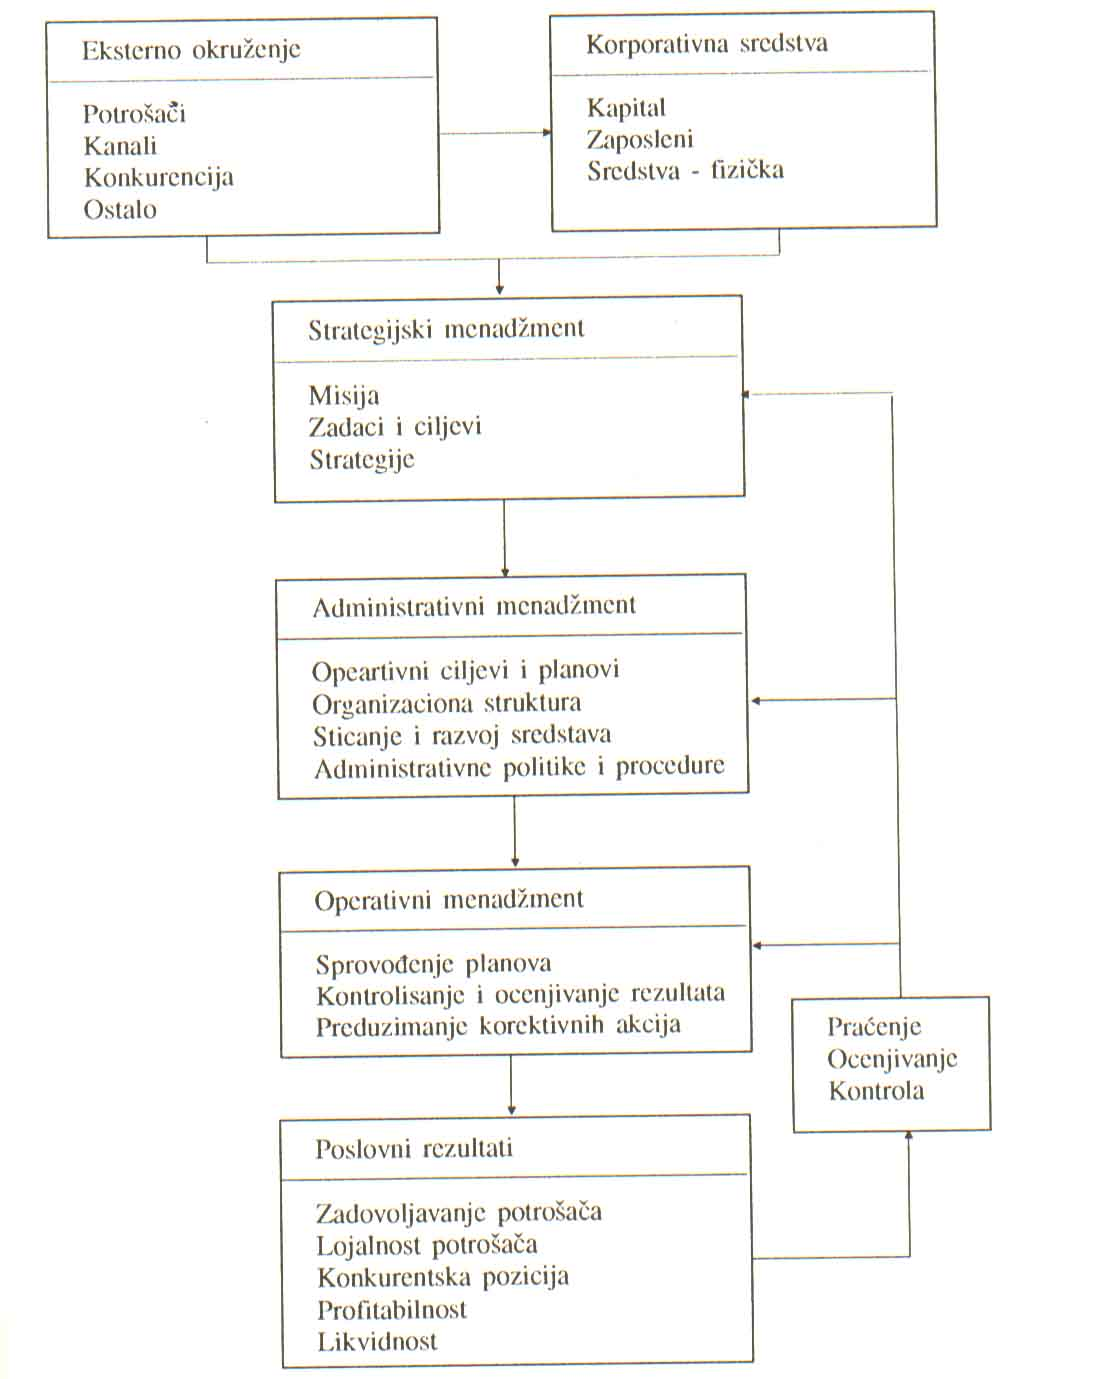 Eksterno okruženje
Potrošači
Kanali
Konkurencija
Ostalo
Korporativna sredstva
Kapital
Zaposleni
Sredstva - fizička
Strategijski menadžment
Misija
Zadaci i ciljevi
Strategije
Administrativni menadžment
Opeartivni ciljevi i planovi
Organizaciona struktura
Sticanje i razvoj sredstava
Administrativne politike i procedure
Operativni menadžment
Sprovođenje planova
Kontrolisanje i ocenjivanje rezultata
Preduzimanje korektivnih akcija
Praćenje
Ocenjivanje
Kontrola
Poslovni rezultati
Zadovoljavanje potrošača
Lojalnost potrošača
Konkurentska pozicija
Profitabilnost
Likvidnost